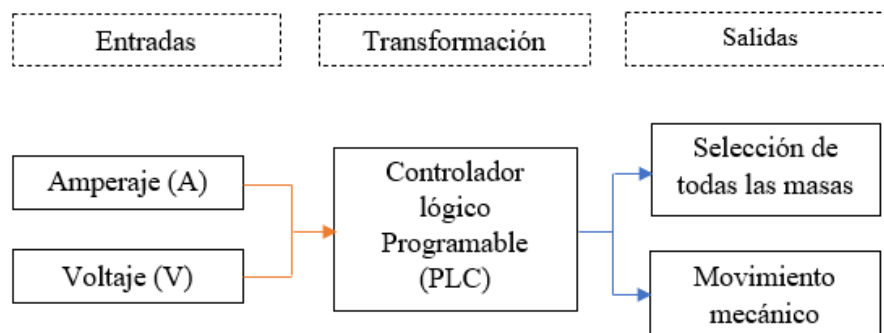 Entradas
Transformación
Salidas
Amperaje (A)
Voltaje (V)
Controlador
lógico
Programable
(PLC)
Selección de
todas las masas
Movimiento
mecánico